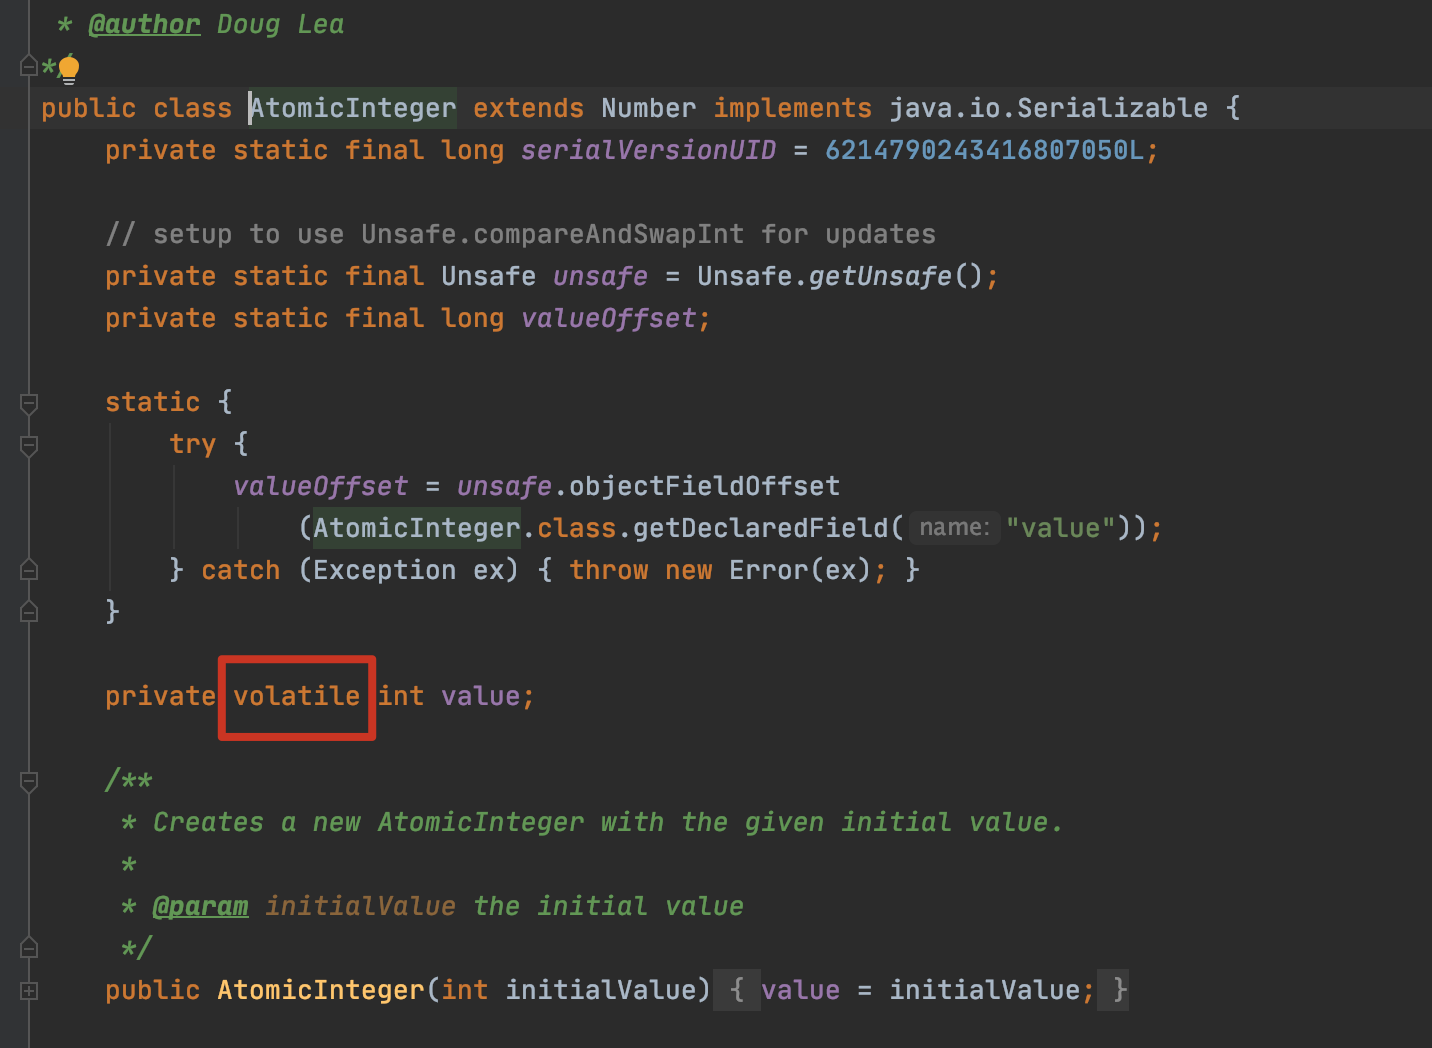 * @author Doug Lea
*/
public class AtomicInteger extends Number implements java.io.Serializable {
private static final long serialVersionUID = 6214790243416807050L;
// setup to use Unsafe.compareAndSwapInt for updates
private static final Unsafe unsafe = Unsafe.getUnsafe();
private static final long valueOffset;
static {
try {
valueOffset = unsafe.objectFieldOffset
(AtomicInteger.class.getDeclaredField( name: "value"));
} catch (Exception ex) { throw new Error(ex); }
}
private volatile int value;
/**
* Creates a new AtomicInteger with the given initial value.
*
* @param initialValue the initial value
*/
public AtomicInteger(int initialValue) { value = initialValue; }